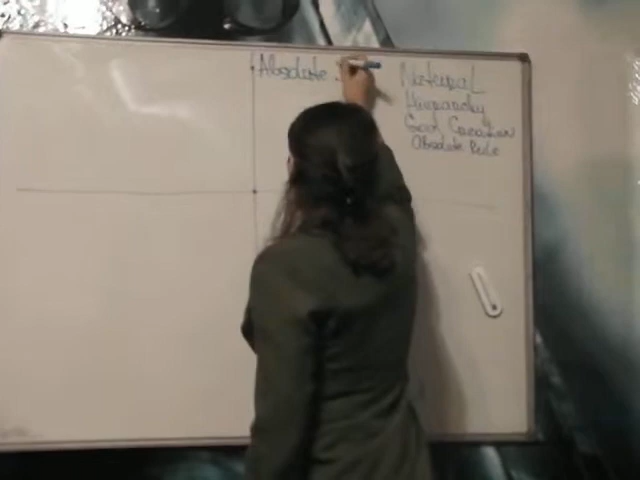 Absolute
Natural
Hierarchy
God Creation
Absolute Rule